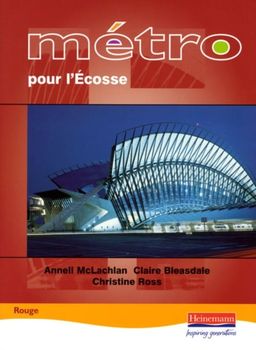 métro
pour l'Écosse
Annell McLachlan Claire Bleasdale
Christine Ross
Rouge
Heinemann
Inspiring generations